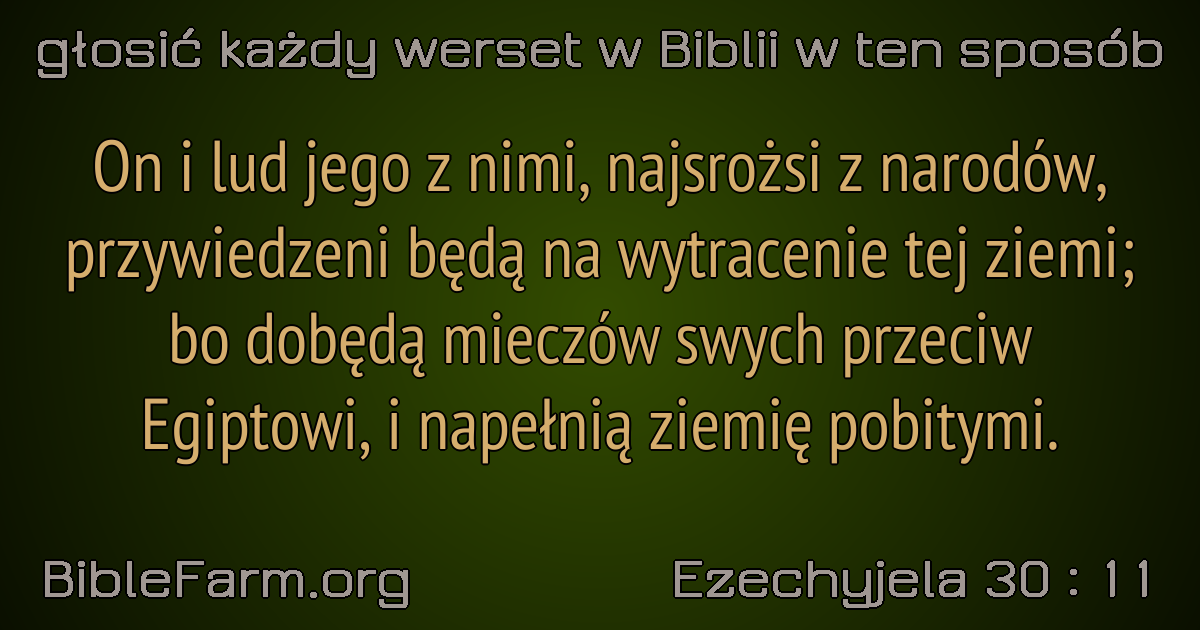 głosić każdy werset w Biblii w ten sposób
On i lud jego z nimi, najsrożsi z narodów,
przywiedzeni będą na wytracenie tej ziemi;
bo dobędą mieczów swych przeciw
Egiptowi, i napełnią ziemię pobitymi.
BibleFarm.org
Ezechyjela 30 : 11